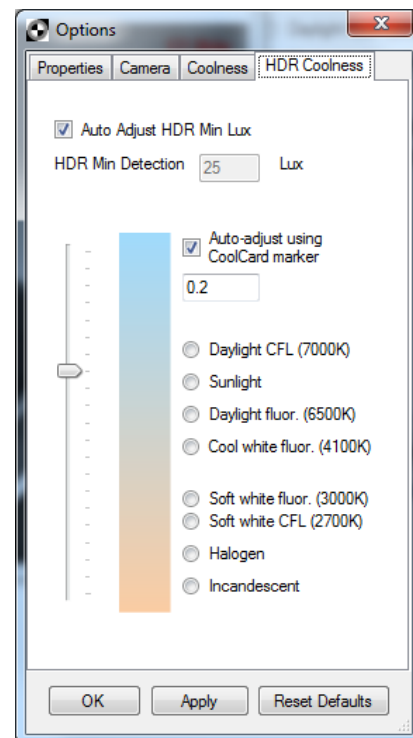 Options
Properties Camera Coolness HDR Coolness
Auto Adjust HDR Min Lux
HDR Min Detection 25 Lux
Auto-adjust using
CoolCard marker
0.2
Daylight CFL (7000K)
Sunlight
Daylight fluor. (6500K)
Cool white fluor. (4100K)
Soft white fluor. (3000K)
Soft white CFL (2700K)
Halogen
Incandescent
OK Apply Reset Defaults